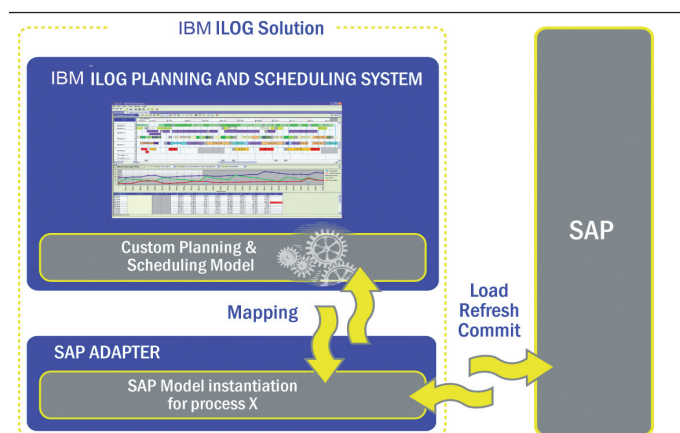 IBM ILOG Solution
IBM ILOG PLANNING AND SCHEDULING SYSTEM
Custom Planning &
Scheduling Model
Mapping
SAP ADAPTER
SAP Model instantiation
for process X
Load
Refresh
Commit
SAP